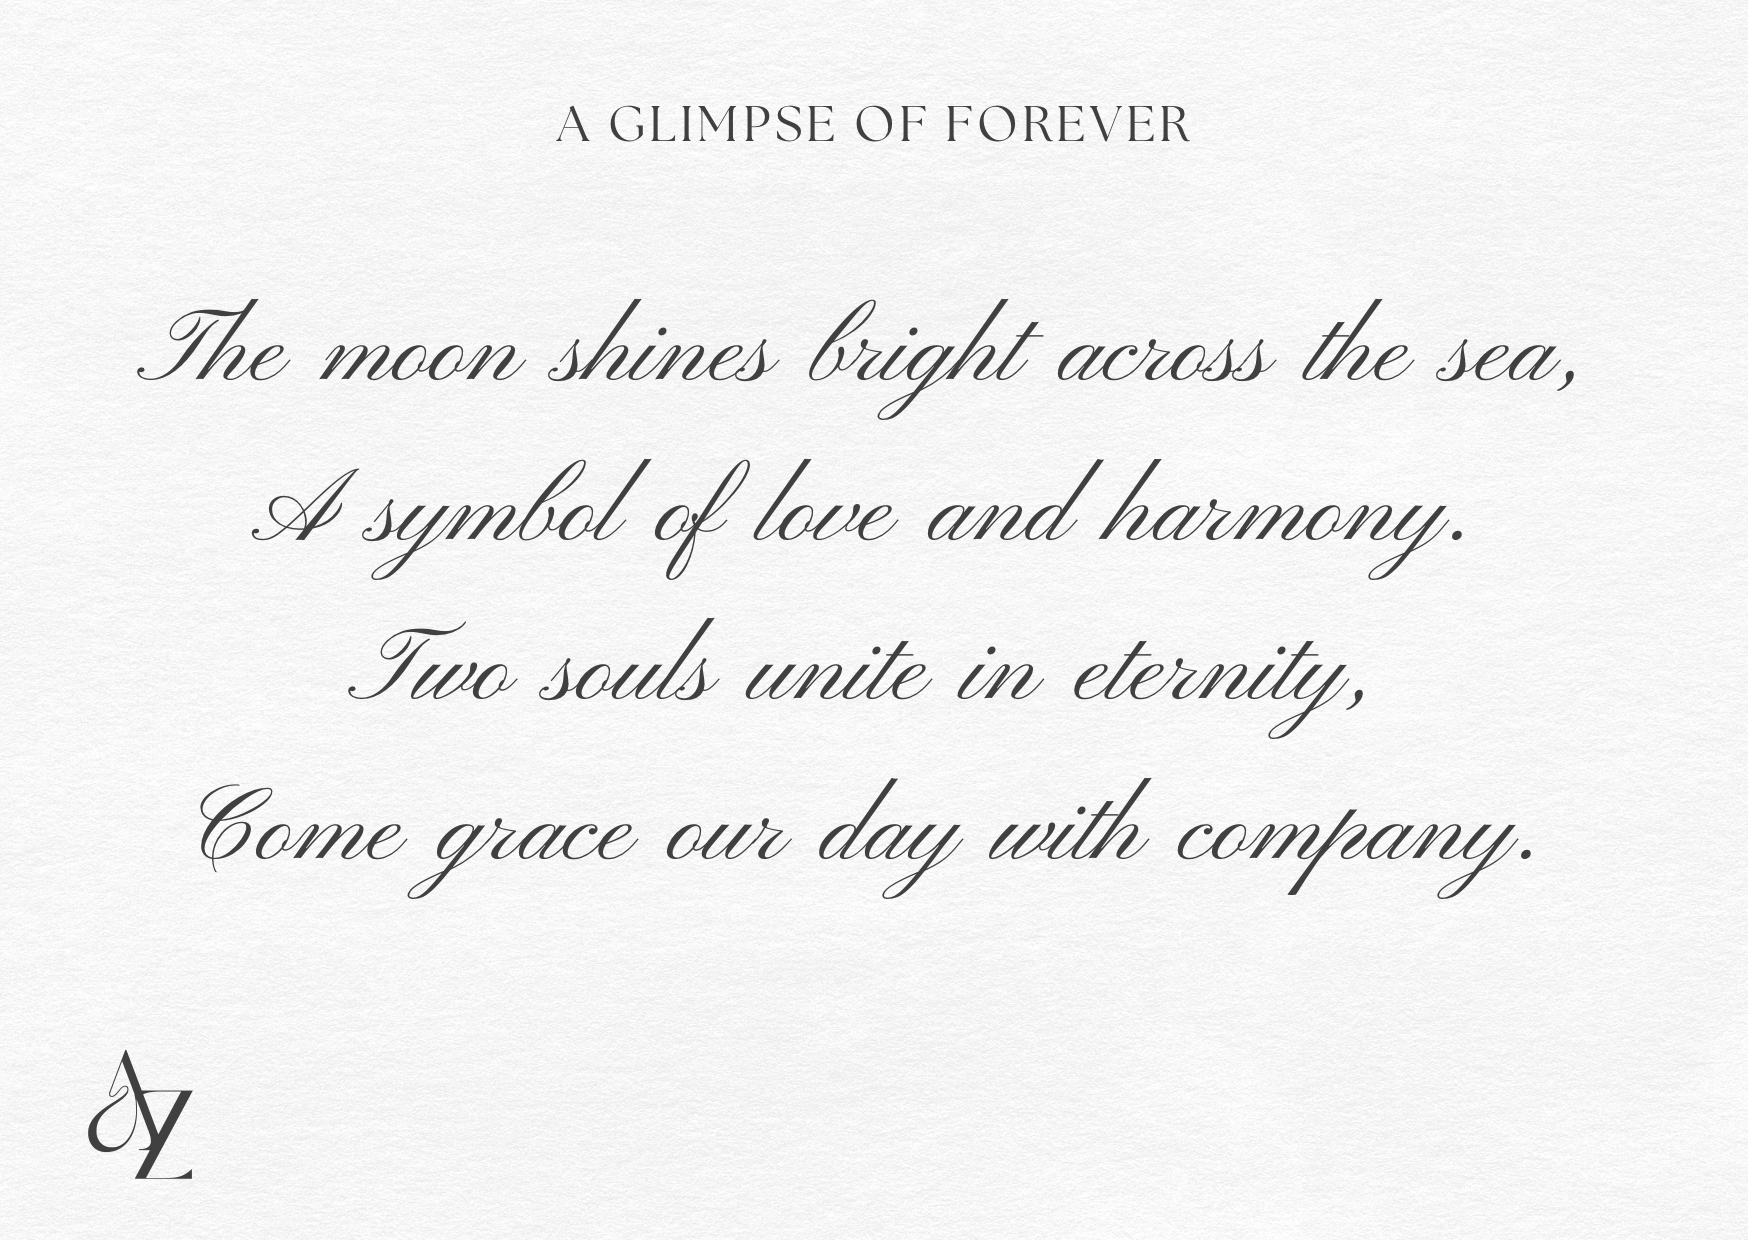 A GLIMPSE OF FOREVER
The moon shines bright across the sea,
A symbol of love and harmony.
Two souls unite in eternity,
Come grace our day with company.
A&Z